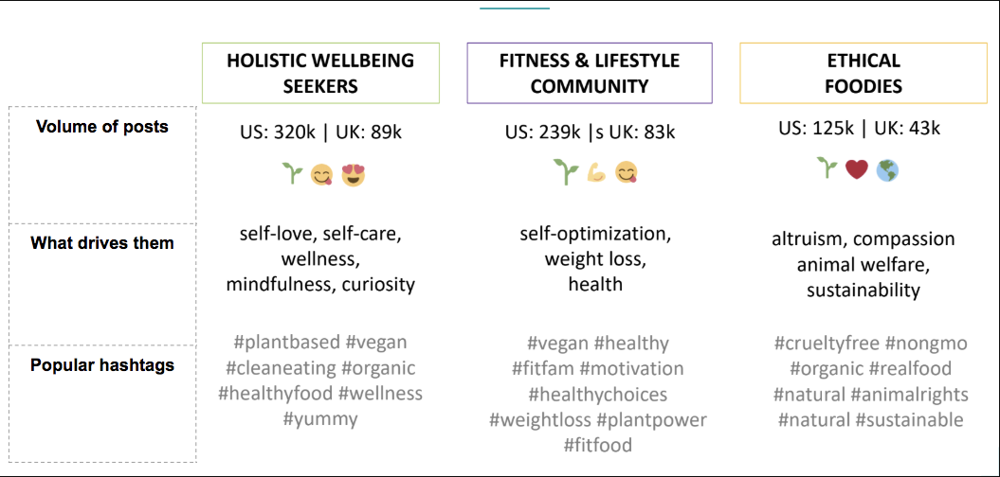 HOLISTIC WELLBEING
SEEKERS
FITNESS & LIFESTYLE
COMMUNITY
ETHICAL
FOODIES
Volume of posts
US: 320k | UK: 89k
US: 239k |s UK: 83k
US: 125k | UK: 43k
What drives them
self-love, self-care,
wellness,
mindfulness, curiosity
self-optimization,
weight loss,
health
altruism, compassion
animal welfare,
sustainability
Popular hashtags
#plantbased #vegan
#cleaneating #organic
#healthyfood #wellness
#yummy
#vegan #healthy
#fitfam #motivation
#healthychoices
#weightloss #plantpower
#fitfood
#crueltyfree #nongmo
#organic #realfood
#natural #animalrights
#natural #sustainable